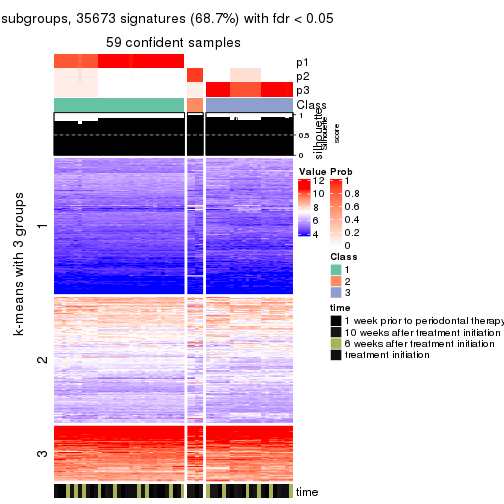 subgroups, 35673 signatures (68.7%) with fdr < 0.05
59 confident samples
p1
p2
p3
Class
1
0.5
0
silhouette
Silhouette
score
k-means with 3 groups
1
2
3
time
Value
12
10
8
6
4
Prob
1
0.8
0.6
0.4
0.2
0
Class
1
2
3
time
1 week prior to periodontal therapy
10 weeks after treatment initiation
6 weeks after treatment initiation
treatment initiation